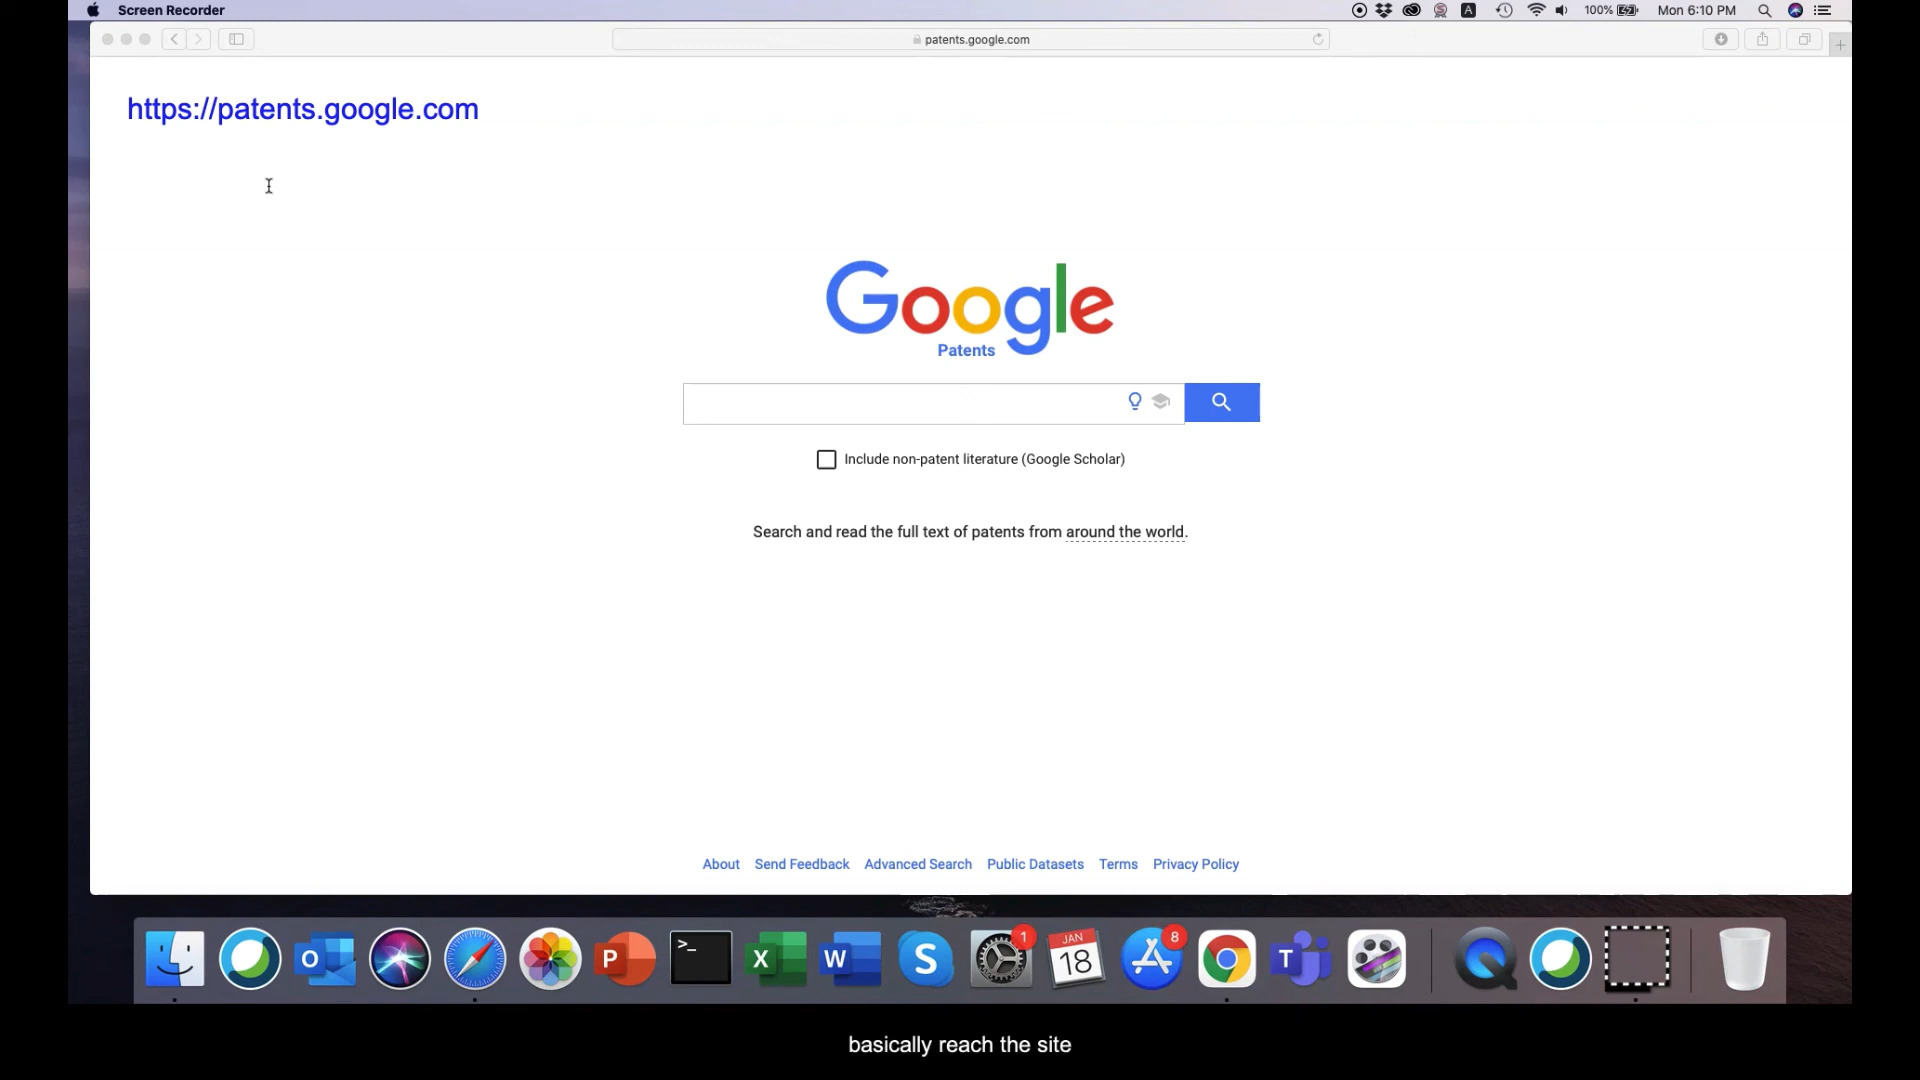 Screen Recorder
A
100%
Mon 6:10 PM
patents.google.com
https://patents.google.com
Google
Patents
Include non-patent literature (Google Scholar)
Search and read the full text of patents from around the world.
About Send Feedback Advanced Search Public Datasets Terms Privacy Policy
O
P
>_
X
W
S
1
JAN
18
8
T
basically reach the site